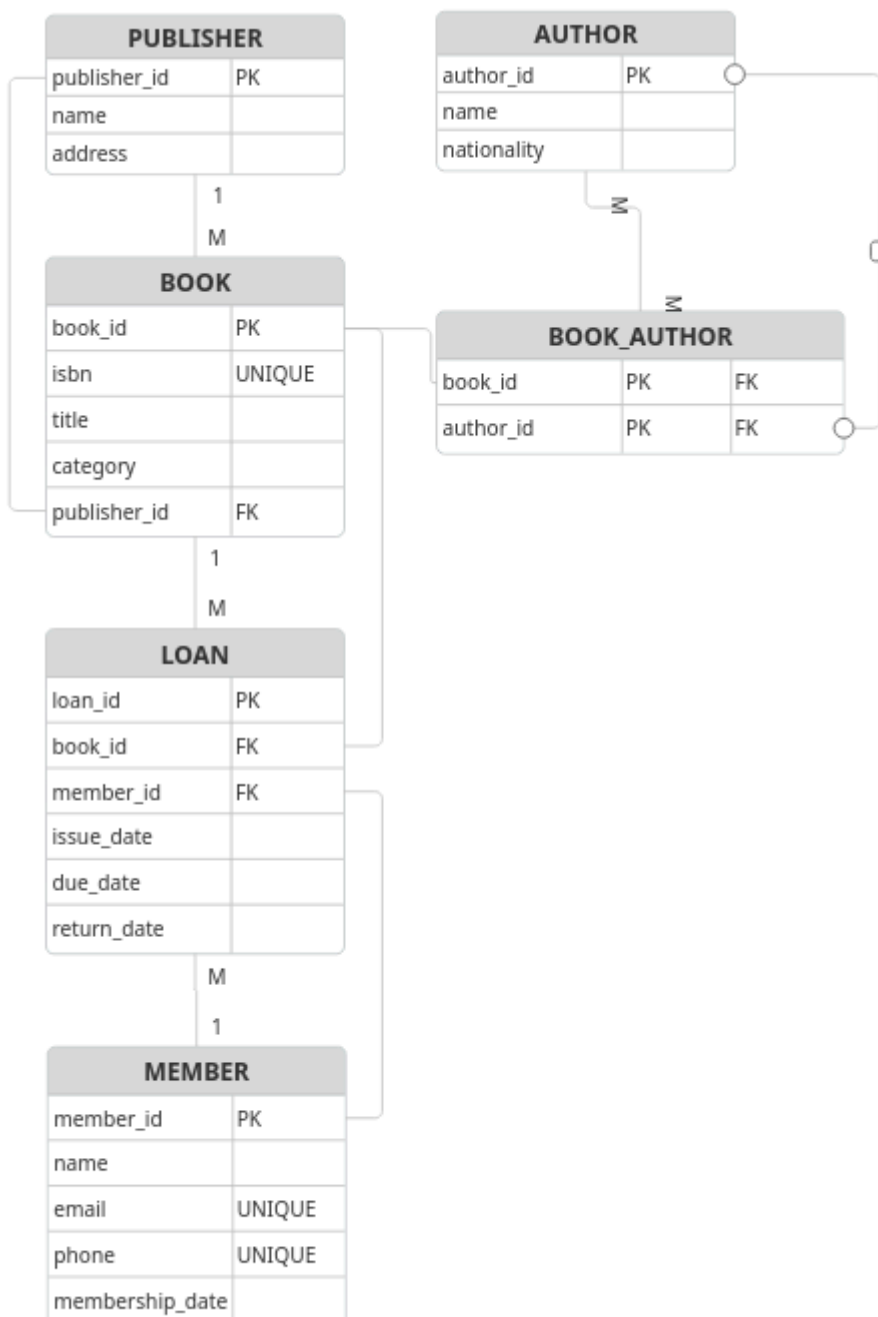 PUBLISHER
publisher_id PK
name
address
1
M
BOOK
book_id PK
isbn UNIQUE
title
category
publisher_id FK
1
M
LOAN
loan_id PK
book_id FK
member_id FK
issue_date
due_date
return_date
M
1
MEMBER
member_id PK
name
email UNIQUE
phone UNIQUE
membership_date
AUTHOR
author_id PK
name
nationality
M
M
BOOK_AUTHOR
book_id PK FK
author_id PK FK